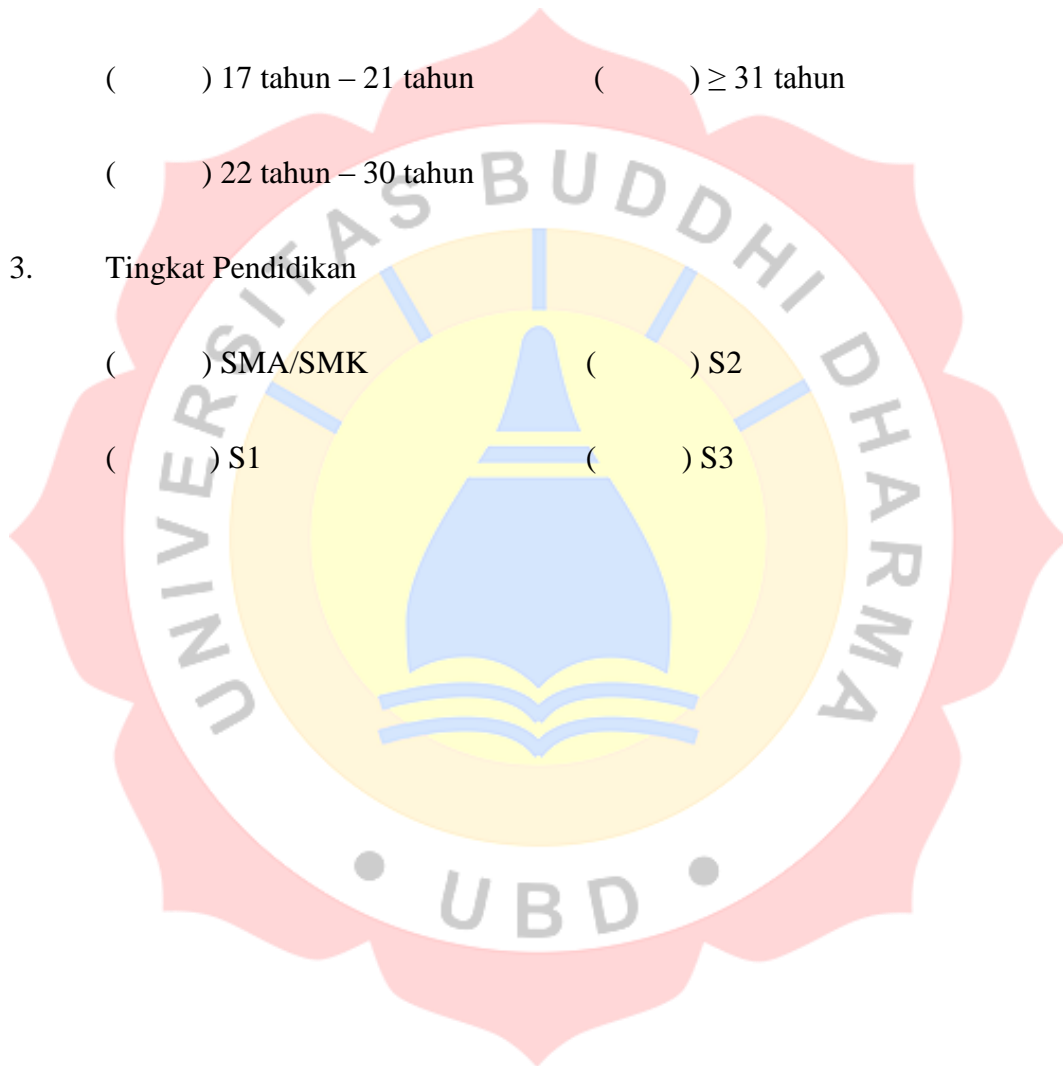 ( ) 17 tahun – 21 tahun ( ) ≥ 31 tahun
( ) 22 tahun – 30 tahun
3. Tingkat Pendidikan
( ) SMA/SMK ( ) S2
( ) S1 ( ) S3
UNIVERSITAS BUDDHI DHARMA
• UBD •